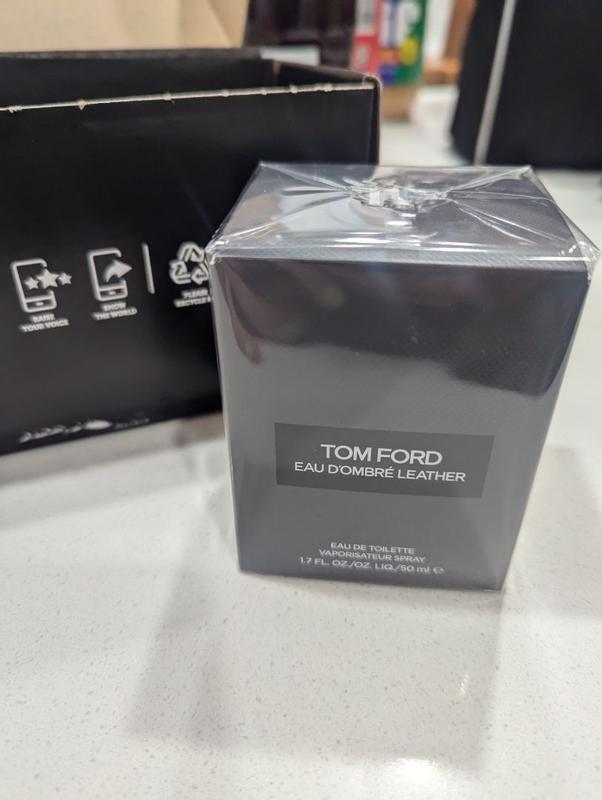 RAISE
YOUR VOICE
SHOW
THE WORLD
PLEASE
RECYCLE
TOM FORD
EAU D'OMBRÉ LEATHER
EAU DE TOILETTE
VAPORISATEUR SPRAY
1.7 FL. OZ./OZ. LIQ./50 ml ℮